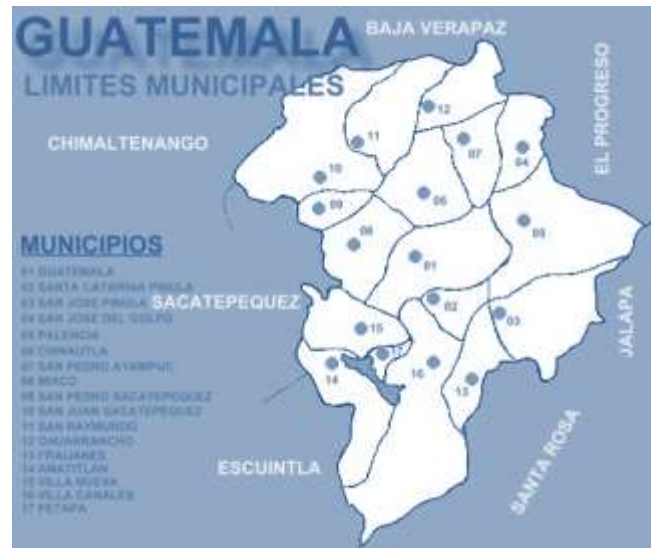 GUATEMALA
LIMITES MUNICIPALES
BAJA VERAPAZ
EL PROGRESO
CHIMALTENANGO
SACATEPEQUEZ
JALAPA
ESCUINTLA
SANTA ROSA
MUNICIPIOS
01 GUATEMALA
02 SANTA CATARINA PINULA
03 SAN JOSE PINULA
04 SAN JOSE DEL GOLFO
05 PALENCIA
06 CHINAUTLA
07 SAN PEDRO AYAMPUC
08 MIXCO
09 SAN PEDRO SACATEPEQUEZ
10 SAN JUAN SACATEPEQUEZ
11 SAN RAYMUNDO
12 CHUARRANCHO
13 FRAIJANES
14 AMATITLAN
15 VILLA NUEVA
16 VILLA CANALES
17 PETAPA
12
11
07
04
10
06
09
05
08
01
02
03
15
17
14
16
13